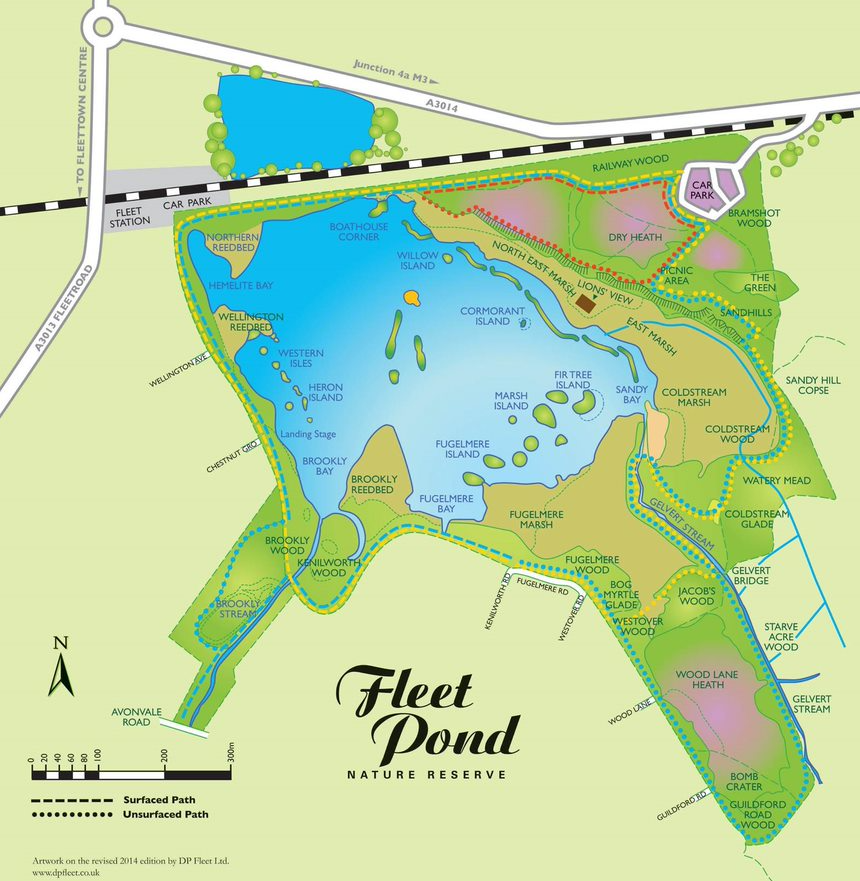 Junction 4a M3
A3014
TO FLEETTOWN CENTRE
RAILWAY WOOD
CAR PARK
FLEET
STATION
CAR
PARK
BRAMSHOT
WOOD
NORTHERN
REEDBED
BOATHOUSE
CORNER
DRY HEATH
WILLOW
ISLAND
NORTH EAST MARSH
PICNIC
AREA
THE
GREEN
HEMELITE BAY
LIONS' VIEW
A3013 FLEETROAD
WELLINGTON
REEDBED
CORMORANT
ISLAND
SANDHILLS
EAST MARSH
WELLINGTON AVE
WESTERN
ISLES
HERON
ISLAND
FIR TREE
ISLAND
SANDY
BAY
COLDSTREAM
MARSH
SANDY HILL
COPSE
MARSH
ISLAND
Landing Stage
CHESTNUT GRO
COLDSTREAM
WOOD
FUGELMERE
ISLAND
BROOKLY
BAY
BROOKLY
REEDBED
WATERY MEAD
FUGELMERE
BAY
FUGELMERE
MARSH
GELVERT STREAM
COLDSTREAM
GLADE
BROOKLY
WOOD
KENILWORTH
WOOD
FUGELMERE
WOOD
GELVERT
BRIDGE
KENILWORTH RD
FUGELMERE RD
WESTOVER RD
BOG
MYRTLE
GLADE
JACOB'S
WOOD
BROOKLY
STREAM
WESTOVER
WOOD
STARVE
ACRE
WOOD
N
WOOD LANE
HEATH
GELVERT
STREAM
AVONVALE
ROAD
WOOD LANE
Fleet
Pond
NATURE RESERVE
0 20 40 60 80 100 200 300m
BOMB
CRATER
Surfaced Path
Unsurfaced Path
GUILDFORD RD
GUILDFORD
ROAD
WOOD
Artwork on the revised 2014 edition by DP Fleet Ltd.
www.dpfleet.co.uk